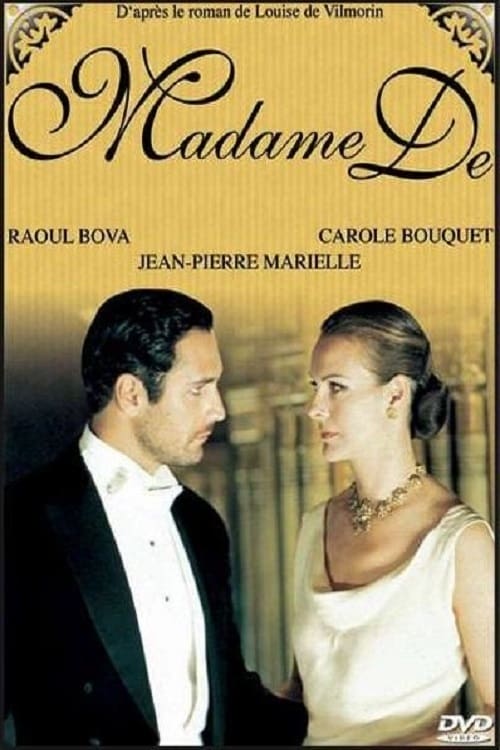 D'après le roman de Louise de Vilmorin
Madame De
RAOUL BOVA CAROLE BOUQUET
JEAN-PIERRE MARIELLE
DVD
VIDEO